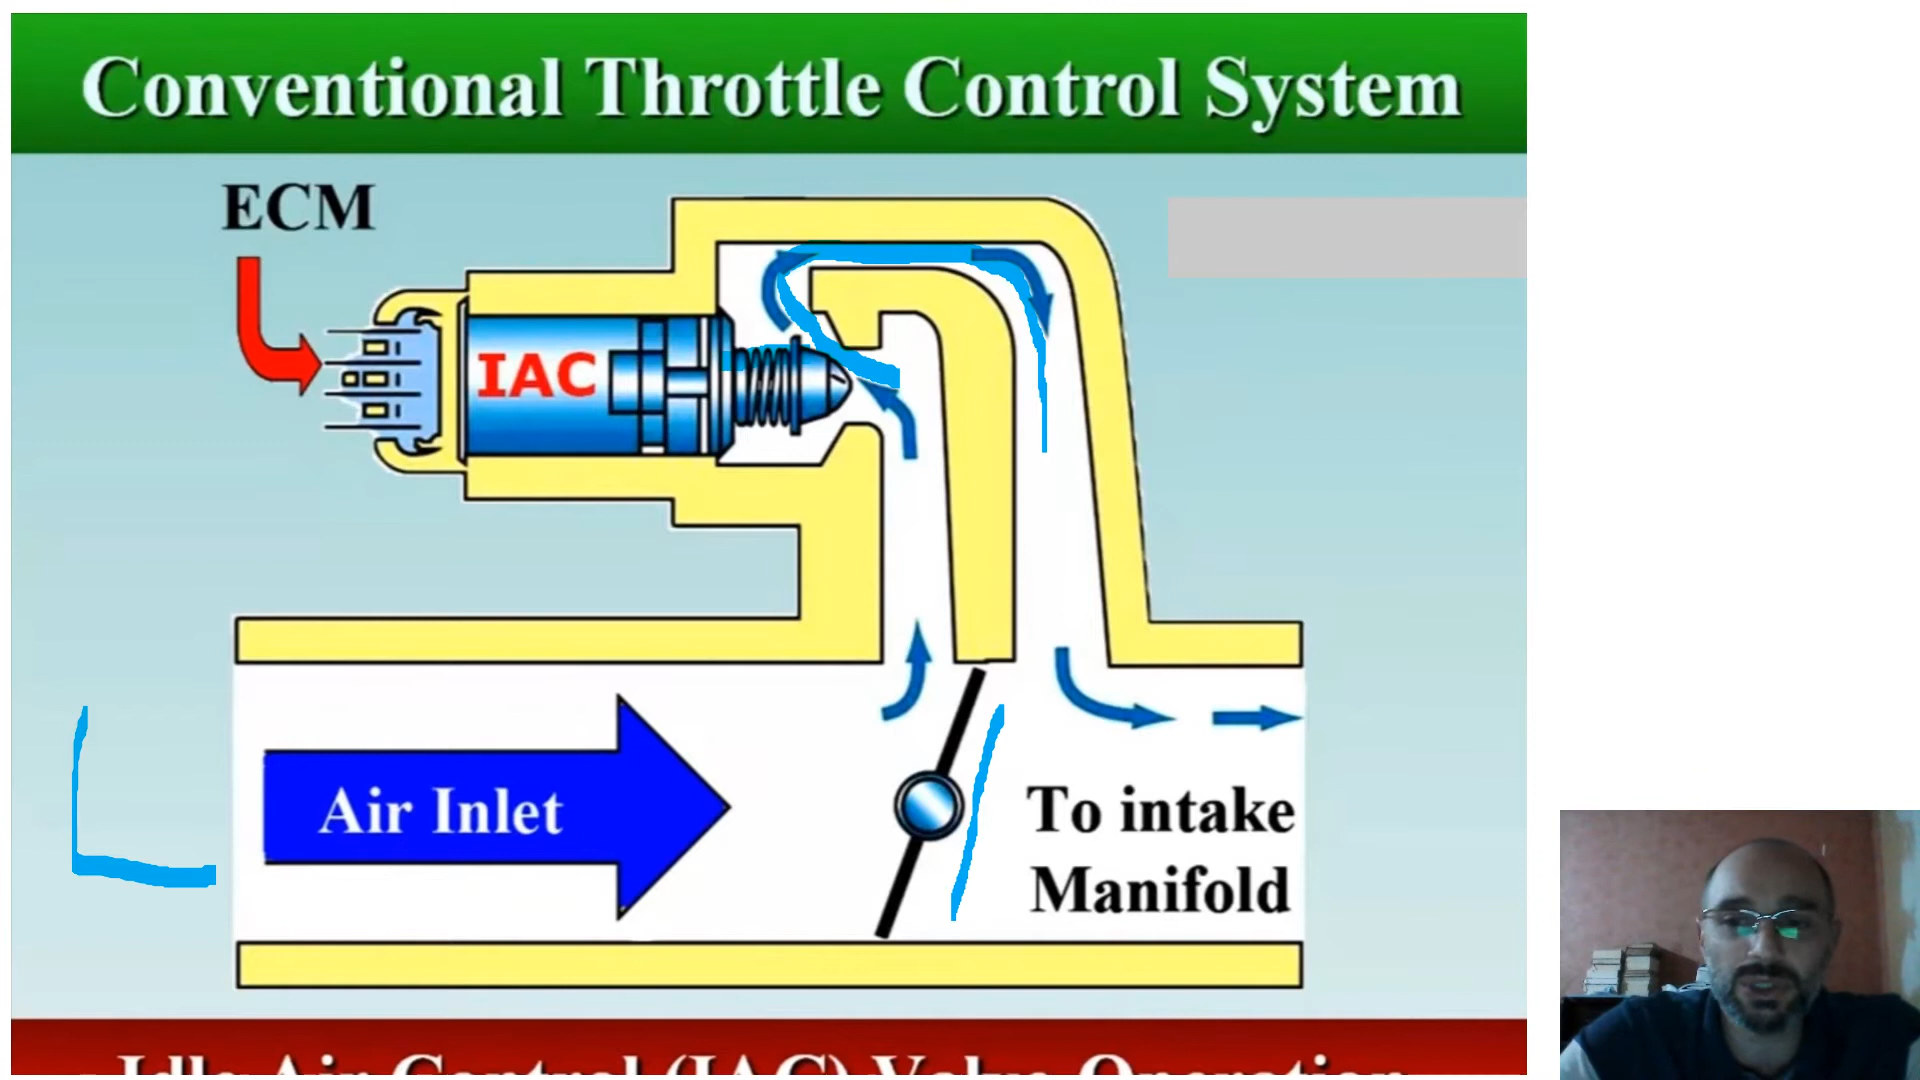 Conventional Throttle Control System
ECM
IAC
Air Inlet
To intake
Manifold
Idle Air Control (IAC) Valve Operation